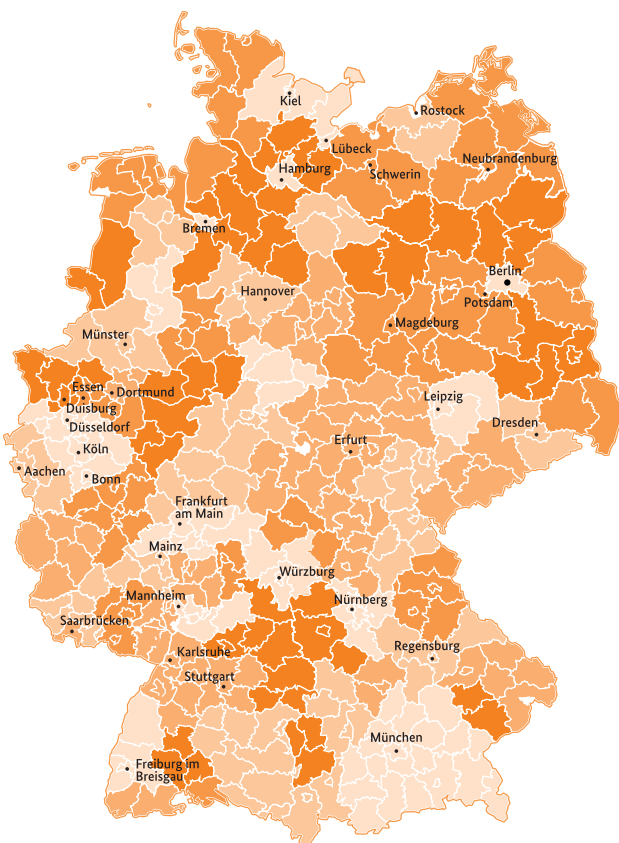 Kiel
Rostock
Lübeck
Neubrandenburg
Hamburg
Schwerin
Bremen
Berlin
Hannover
Potsdam
Magdeburg
Münster
Essen
Dortmund
Leipzig
Duisburg
Düsseldorf
Dresden
Erfurt
Köln
Aachen
Bonn
Frankfurt
am Main
Mainz
Würzburg
Mannheim
Nürnberg
Saarbrücken
Regensburg
Karlsruhe
Stuttgart
München
Freiburg im
Breisgau